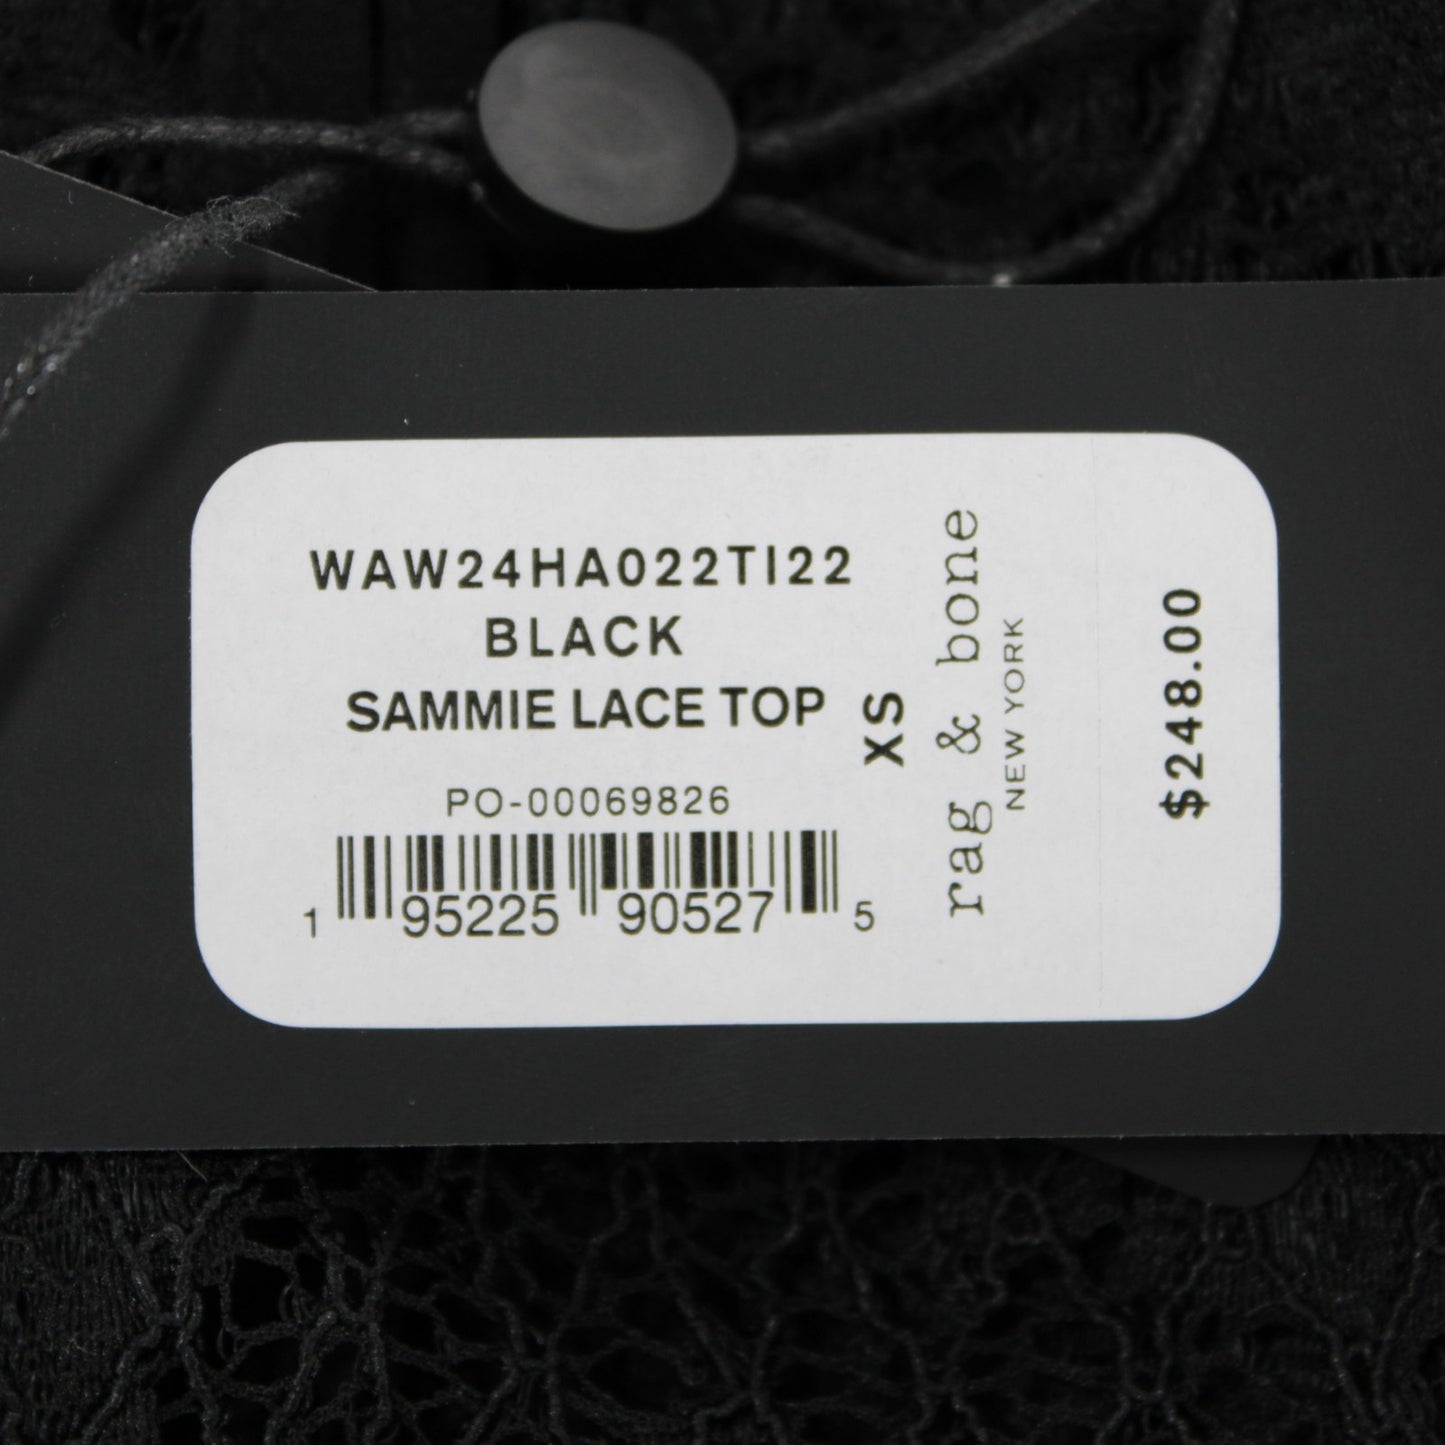 WAW24HA022TI22
BLACK
SAMMIE LACE TOP
XS
PO-00069826
1 95225 90527 5
rag & bone
NEW YORK
$248.00